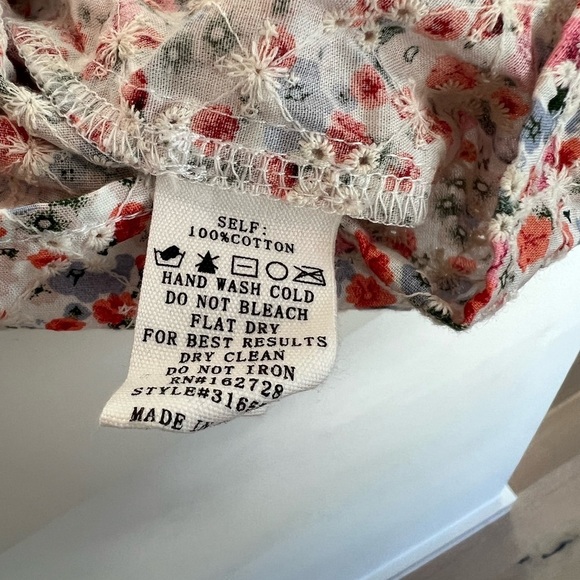 SELF:
100%COTTON
HAND WASH COLD
DO NOT BLEACH
FLAT DRY
FOR BEST RESULTS
DRY CLEAN
DO NOT IRON
RN#162728
MADE